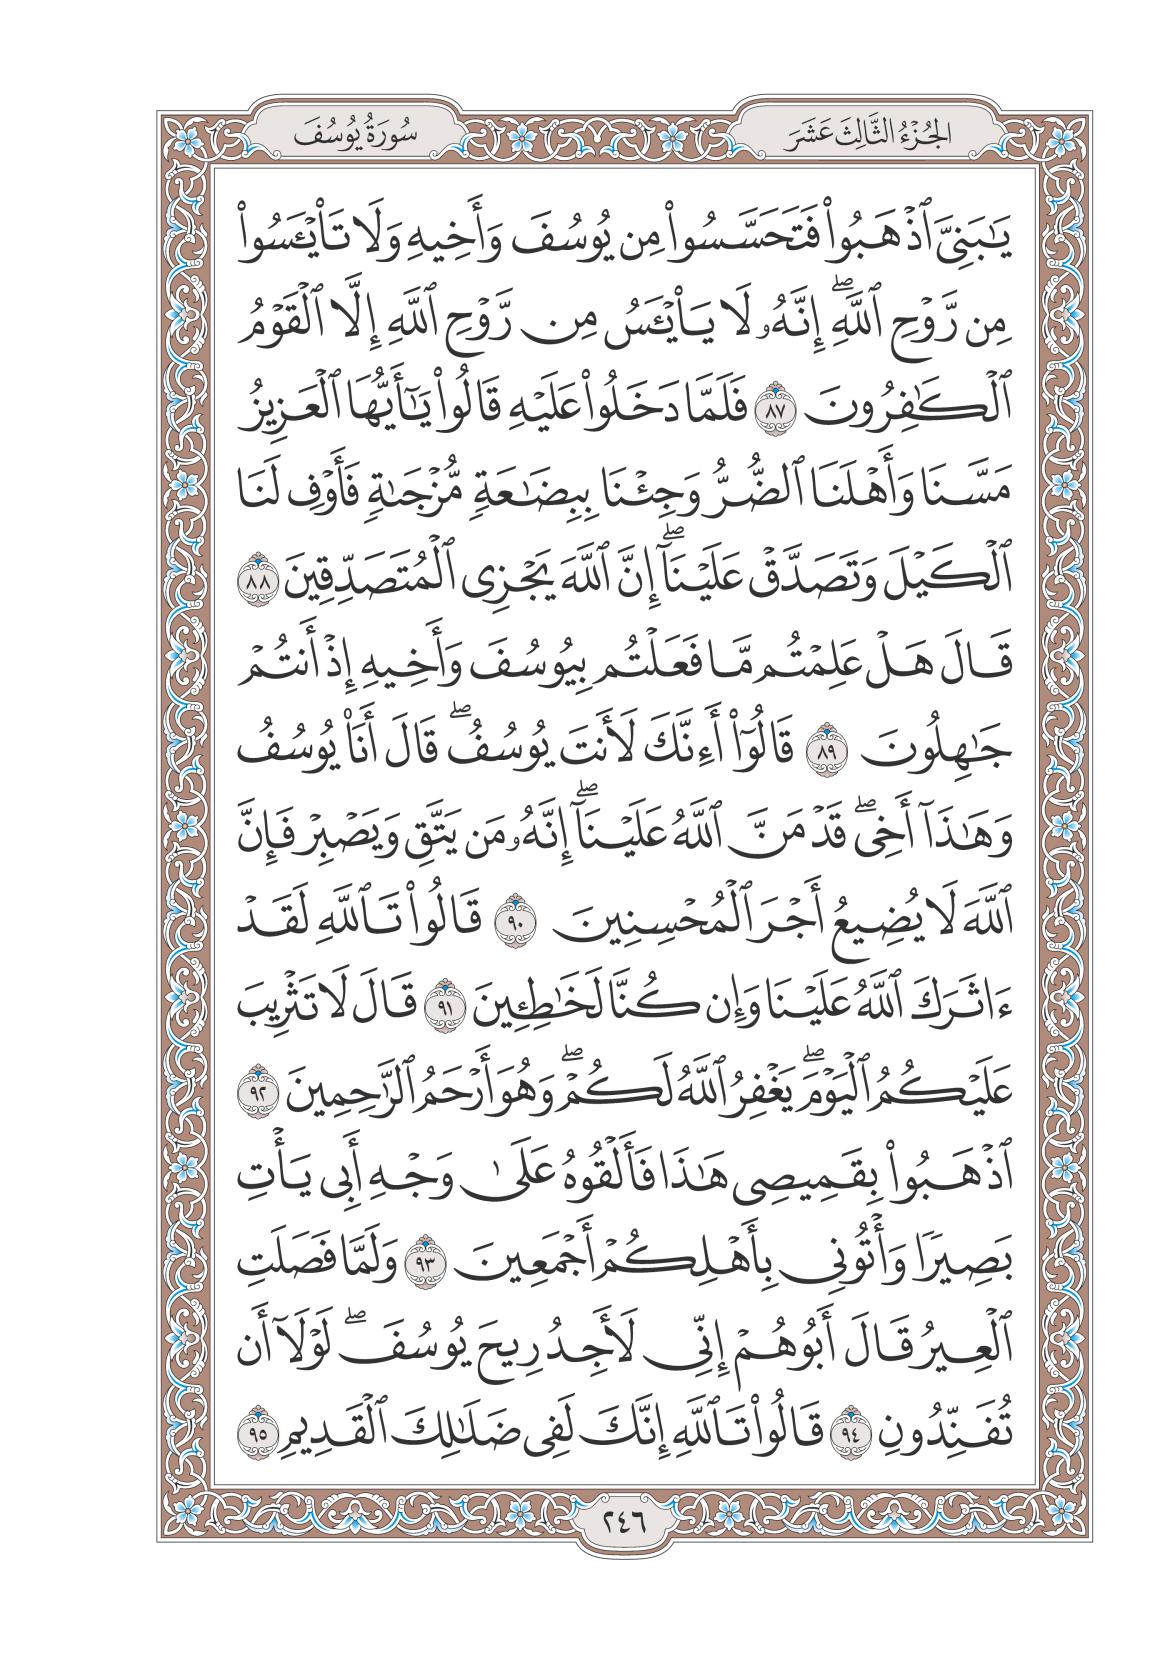 الجُزْءُ الثَّالِثَ عَشَرَ
سُورَةُ يُوسُفَ
يَٰبَنِىَّ ٱذْهَبُوا۟ فَتَحَسَّسُوا۟ مِن يُوسُفَ وَأَخِيهِ وَلَا تَا۟يْـَٔسُوا۟
مِن رَّوْحِ ٱللَّهِ ۖ إِنَّهُۥ لَا يَا۟يْـَٔسُ مِن رَّوْحِ ٱللَّهِ إِلَّا ٱلْقَوْمُ
ٱلْكَٰفِرُونَ ٨٧ فَلَمَّا دَخَلُوا۟ عَلَيْهِ قَالُوا۟ يَٰٓأَيُّهَا ٱلْعَزِيزُ
مَسَّنَا وَأَهْلَنَا ٱلضُّرُّ وَجِئْنَا بِبِضَٰعَةٍ مُّزْجَىٰةٍ فَأَوْفِ لَنَا
ٱلْكَيْلَ وَتَصَدَّقْ عَلَيْنَآ ۖ إِنَّ ٱللَّهَ يَجْزِى ٱلْمُتَصَدِّقِينَ ٨٨
قَالَ هَلْ عَلِمْتُم مَّا فَعَلْتُم بِيُوسُفَ وَأَخِيهِ إِذْ أَنتُمْ
جَٰهِلُونَ ٨٩ قَالُوٓا۟ أَءِنَّكَ لَأَنتَ يُوسُفُ ۖ قَالَ أَنَا۠ يُوسُفُ
وَهَٰذَآ أَخِى ۖ قَدْ مَنَّ ٱللَّهُ عَلَيْنَآ ۖ إِنَّهُۥ مَن يَتَّقِ وَيَصْبِرْ فَإِنَّ
ٱللَّهَ لَا يُضِيعُ أَجْرَ ٱلْمُحْسِنِينَ ٩٠ قَالُوا۟ تَٱللَّهِ لَقَدْ
ءَاثَرَكَ ٱللَّهُ عَلَيْنَا وَإِن كُنَّا لَخَٰطِـِٔينَ ٩١ قَالَ لَا تَثْرِيبَ
عَلَيْكُمُ ٱلْيَوْمَ ۖ يَغْفِرُ ٱللَّهُ لَكُمْ ۖ وَهُوَ أَرْحَمُ ٱلرَّٰحِمِينَ ٩٢
ٱذْهَبُوا۟ بِقَمِيصِى هَٰذَا فَأَلْقُوهُ عَلَىٰ وَجْهِ أَبِى يَأْتِ
بَصِيرًا وَأْتُونِى بِأَهْلِكُمْ أَجْمَعِينَ ٩٣ وَلَمَّا فَصَلَتِ
ٱلْعِيرُ قَالَ أَبُوهُمْ إِنِّى لَأَجِدُ رِيحَ يُوسُفَ ۖ لَوْلَآ أَن
تُفَنِّدُونِ ٩٤ قَالُوا۟ تَٱللَّهِ إِنَّكَ لَفِى ضَلَٰلِكَ ٱلْقَدِيمِ ٩٥
٢٤٦